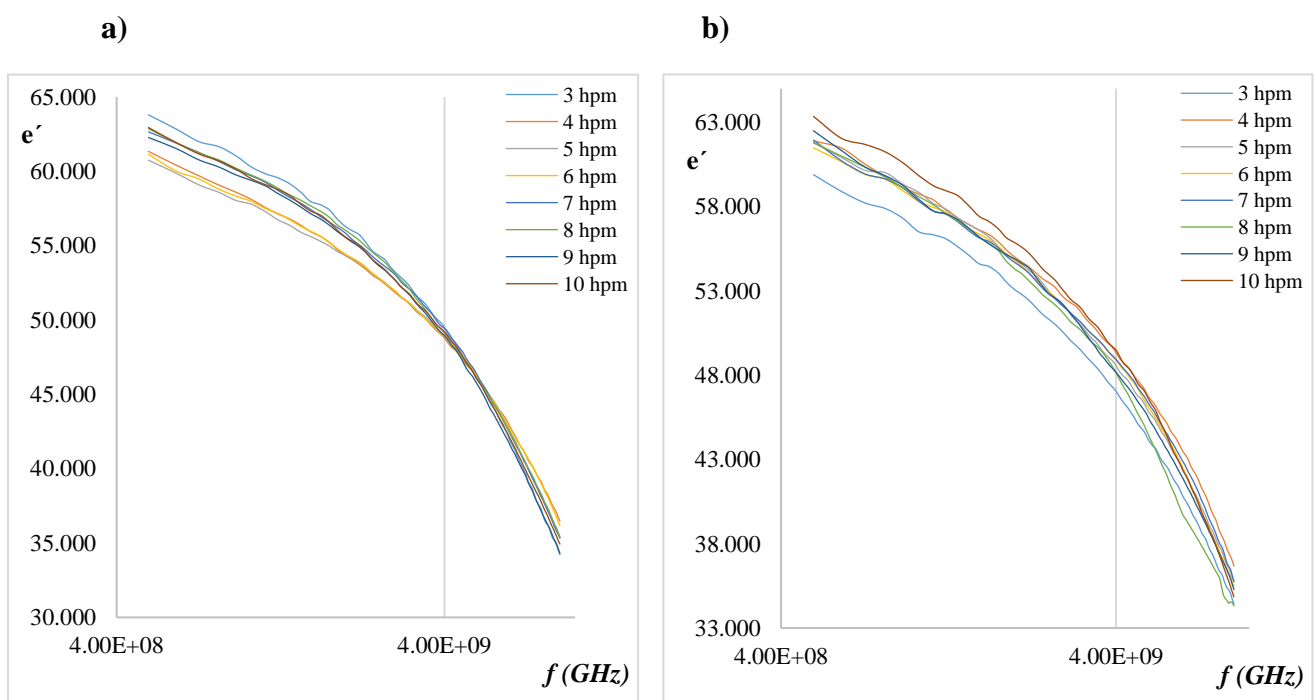 a)
65.000
e´
60.000
55.000
50.000
45.000
40.000
35.000
30.000
4.00E+08
4.00E+09
f (GHz)
3 hpm
4 hpm
5 hpm
6 hpm
7 hpm
8 hpm
9 hpm
10 hpm
b)
63.000
e´
58.000
53.000
48.000
43.000
38.000
33.000
4.00E+08
4.00E+09
f (GHz)
3 hpm
4 hpm
5 hpm
6 hpm
7 hpm
8 hpm
9 hpm
10 hpm